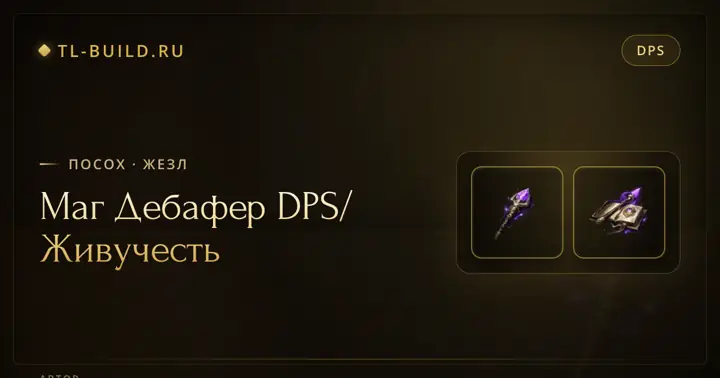 TL-BUILD.RU
DPS
ПОСОХ · ЖЕЗЛ
Маг Дебафер DPS/
Живучесть